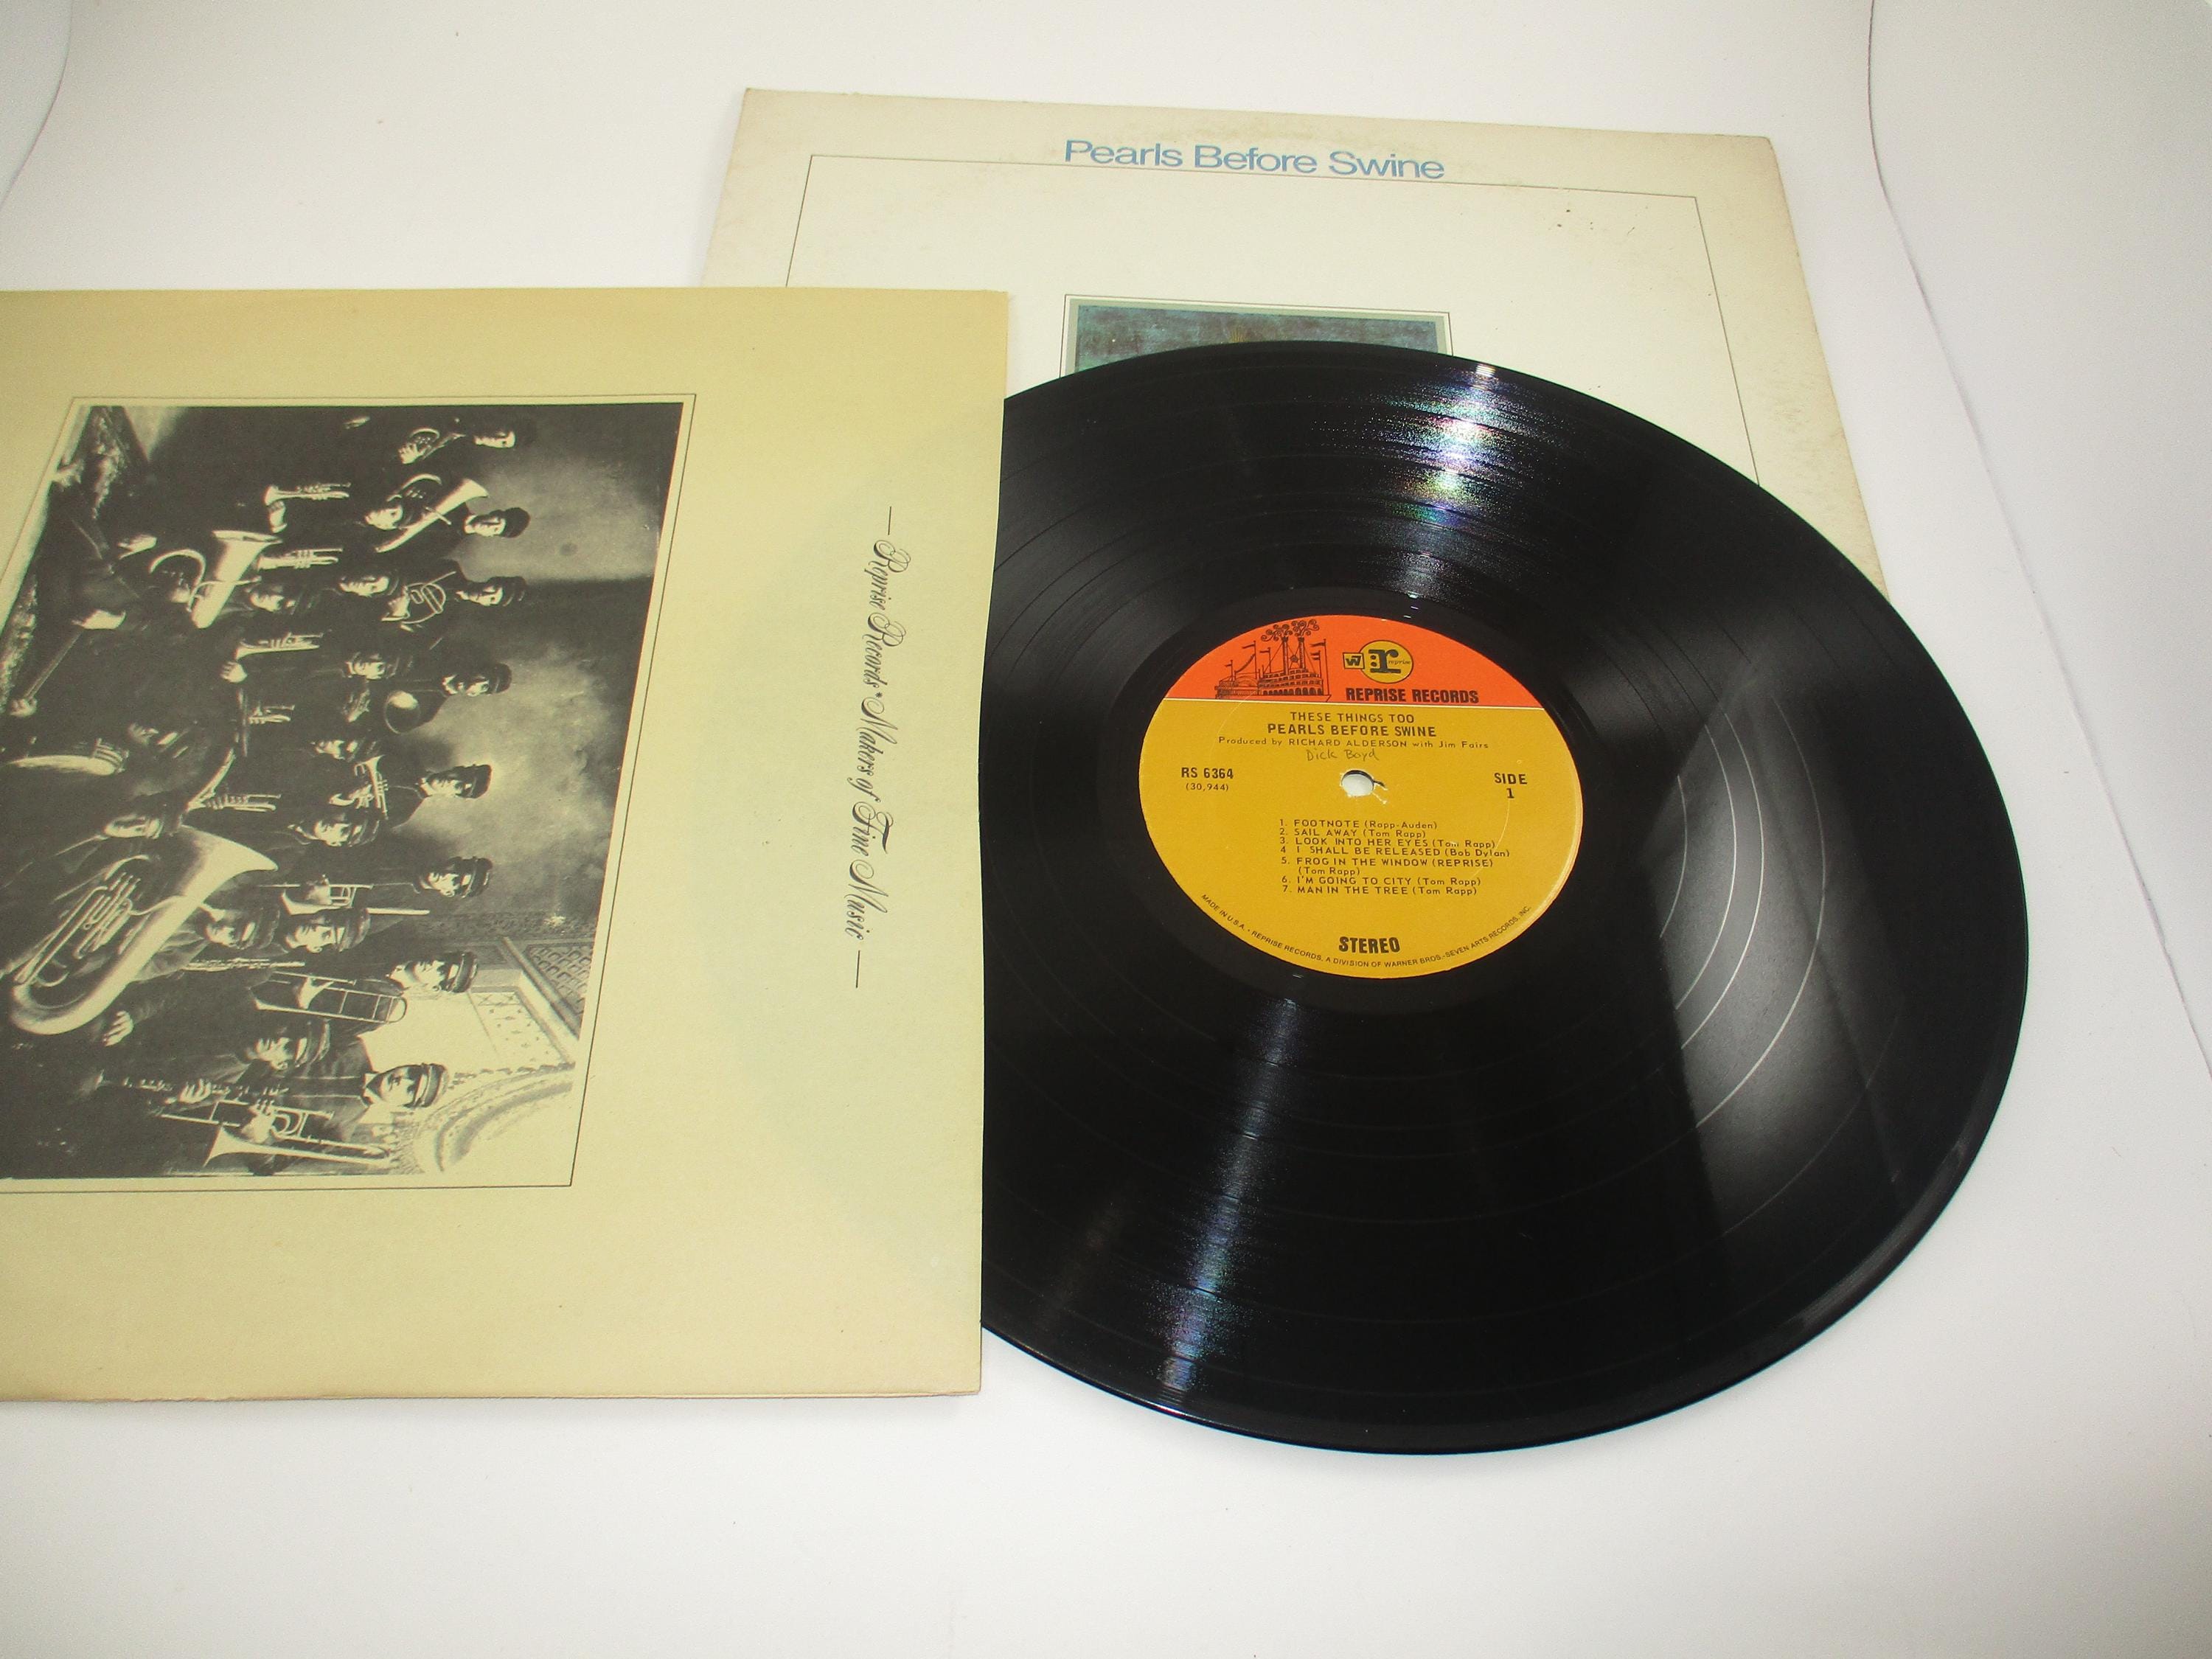 Pearls Before Swine
— Reprise Records • Makers of Fine Music —
W B r reprise
REPRISE RECORDS
THESE THINGS TOO
PEARLS BEFORE SWINE
Produced by RICHARD ALDERSON with Jim Fairs
Dick Boyd
RS 6364
(30,944)
SIDE
1
1. FOOTNOTE (Rapp-Auden)
2. SAIL AWAY (Tom Rapp)
3. LOOK INTO HER EYES (Tom Rapp)
4 I SHALL BE RELEASED (Bob Dylan)
5. FROG IN THE WINDOW (REPRISE)
(Tom Rapp)
6. I'M GOING TO CITY (Tom Rapp)
7. MAN IN THE TREE (Tom Rapp)
STEREO
MADE IN U.S.A. • REPRISE RECORDS, A DIVISION OF WARNER BROS.-SEVEN ARTS RECORDS, INC.